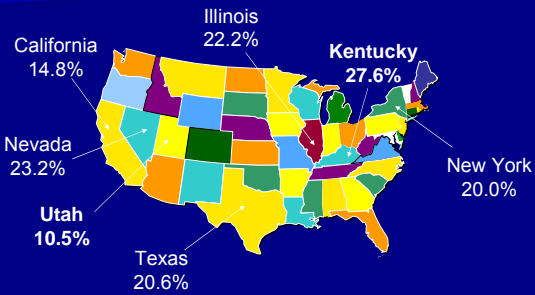 Illinois
22.2%
California
14.8%
Kentucky
27.6%
Nevada
23.2%
New York
20.0%
Utah
10.5%
Texas
20.6%